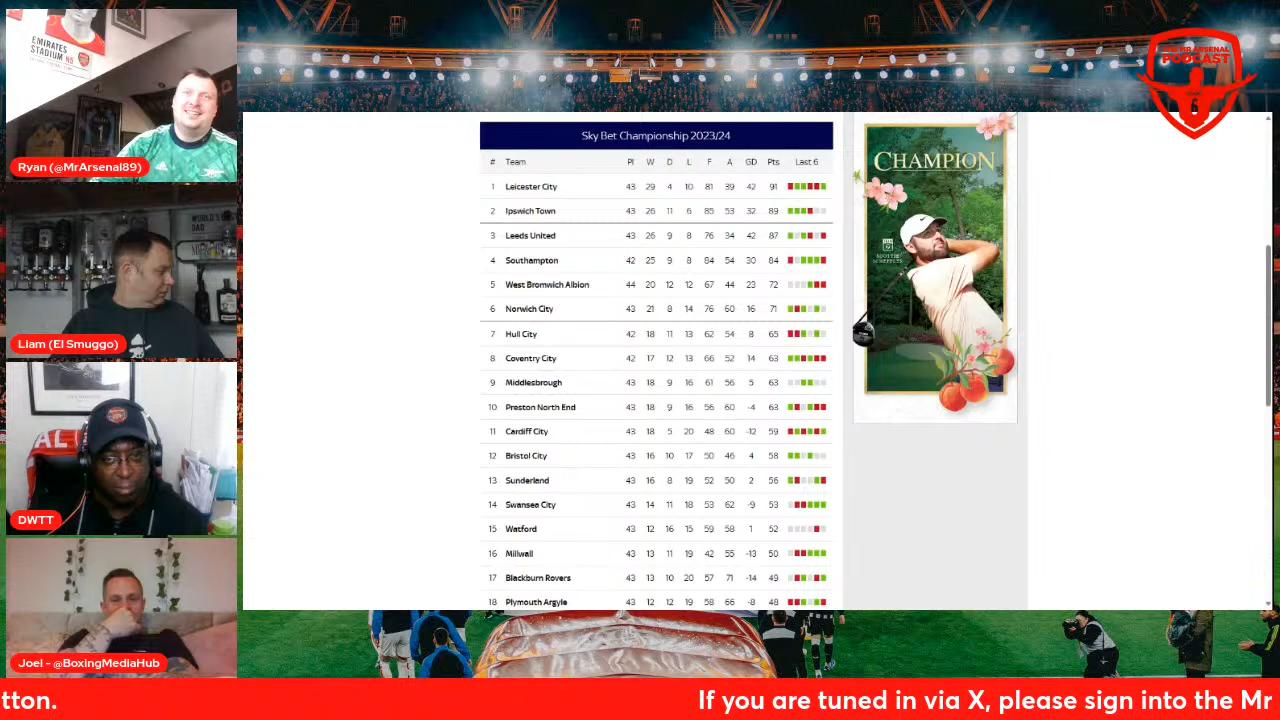 EMIRATES
STADIUM N5
Ryan (@MrArsenal89)
WORLD'S
DAD
Liam (El Smuggo)
AL
DWTT
Joel - @BoxingMediaHub
MR ARSENAL
PODCAST
Sky Bet Championship 2023/24
# Team Pl W D L F A GD Pts Last 6
1 Leicester City 43 29 4 10 81 39 42 91
2 Ipswich Town 43 26 11 6 85 53 32 89
3 Leeds United 43 26 9 8 76 34 42 87
4 Southampton 42 25 9 8 84 54 30 84
5 West Bromwich Albion 44 20 12 12 67 44 23 72
6 Norwich City 43 21 8 14 76 60 16 71
7 Hull City 42 18 11 13 62 54 8 65
8 Coventry City 42 17 12 13 66 52 14 63
9 Middlesbrough 43 18 9 16 61 56 5 63
10 Preston North End 43 18 9 16 56 60 -4 63
11 Cardiff City 43 18 5 20 48 60 -12 59
12 Bristol City 43 16 10 17 50 46 4 58
13 Sunderland 43 16 8 19 52 50 2 56
14 Swansea City 43 14 11 18 53 62 -9 53
15 Watford 43 12 16 15 59 58 1 52
16 Millwall 43 13 11 19 42 55 -13 50
17 Blackburn Rovers 43 13 10 20 57 71 -14 49
18 Plymouth Argyle 43 12 12 19 58 66 -8 48
CHAMPION
SCOTTIE
SCHEFFLER
tton.
If you are tuned in via X, please sign into the Mr